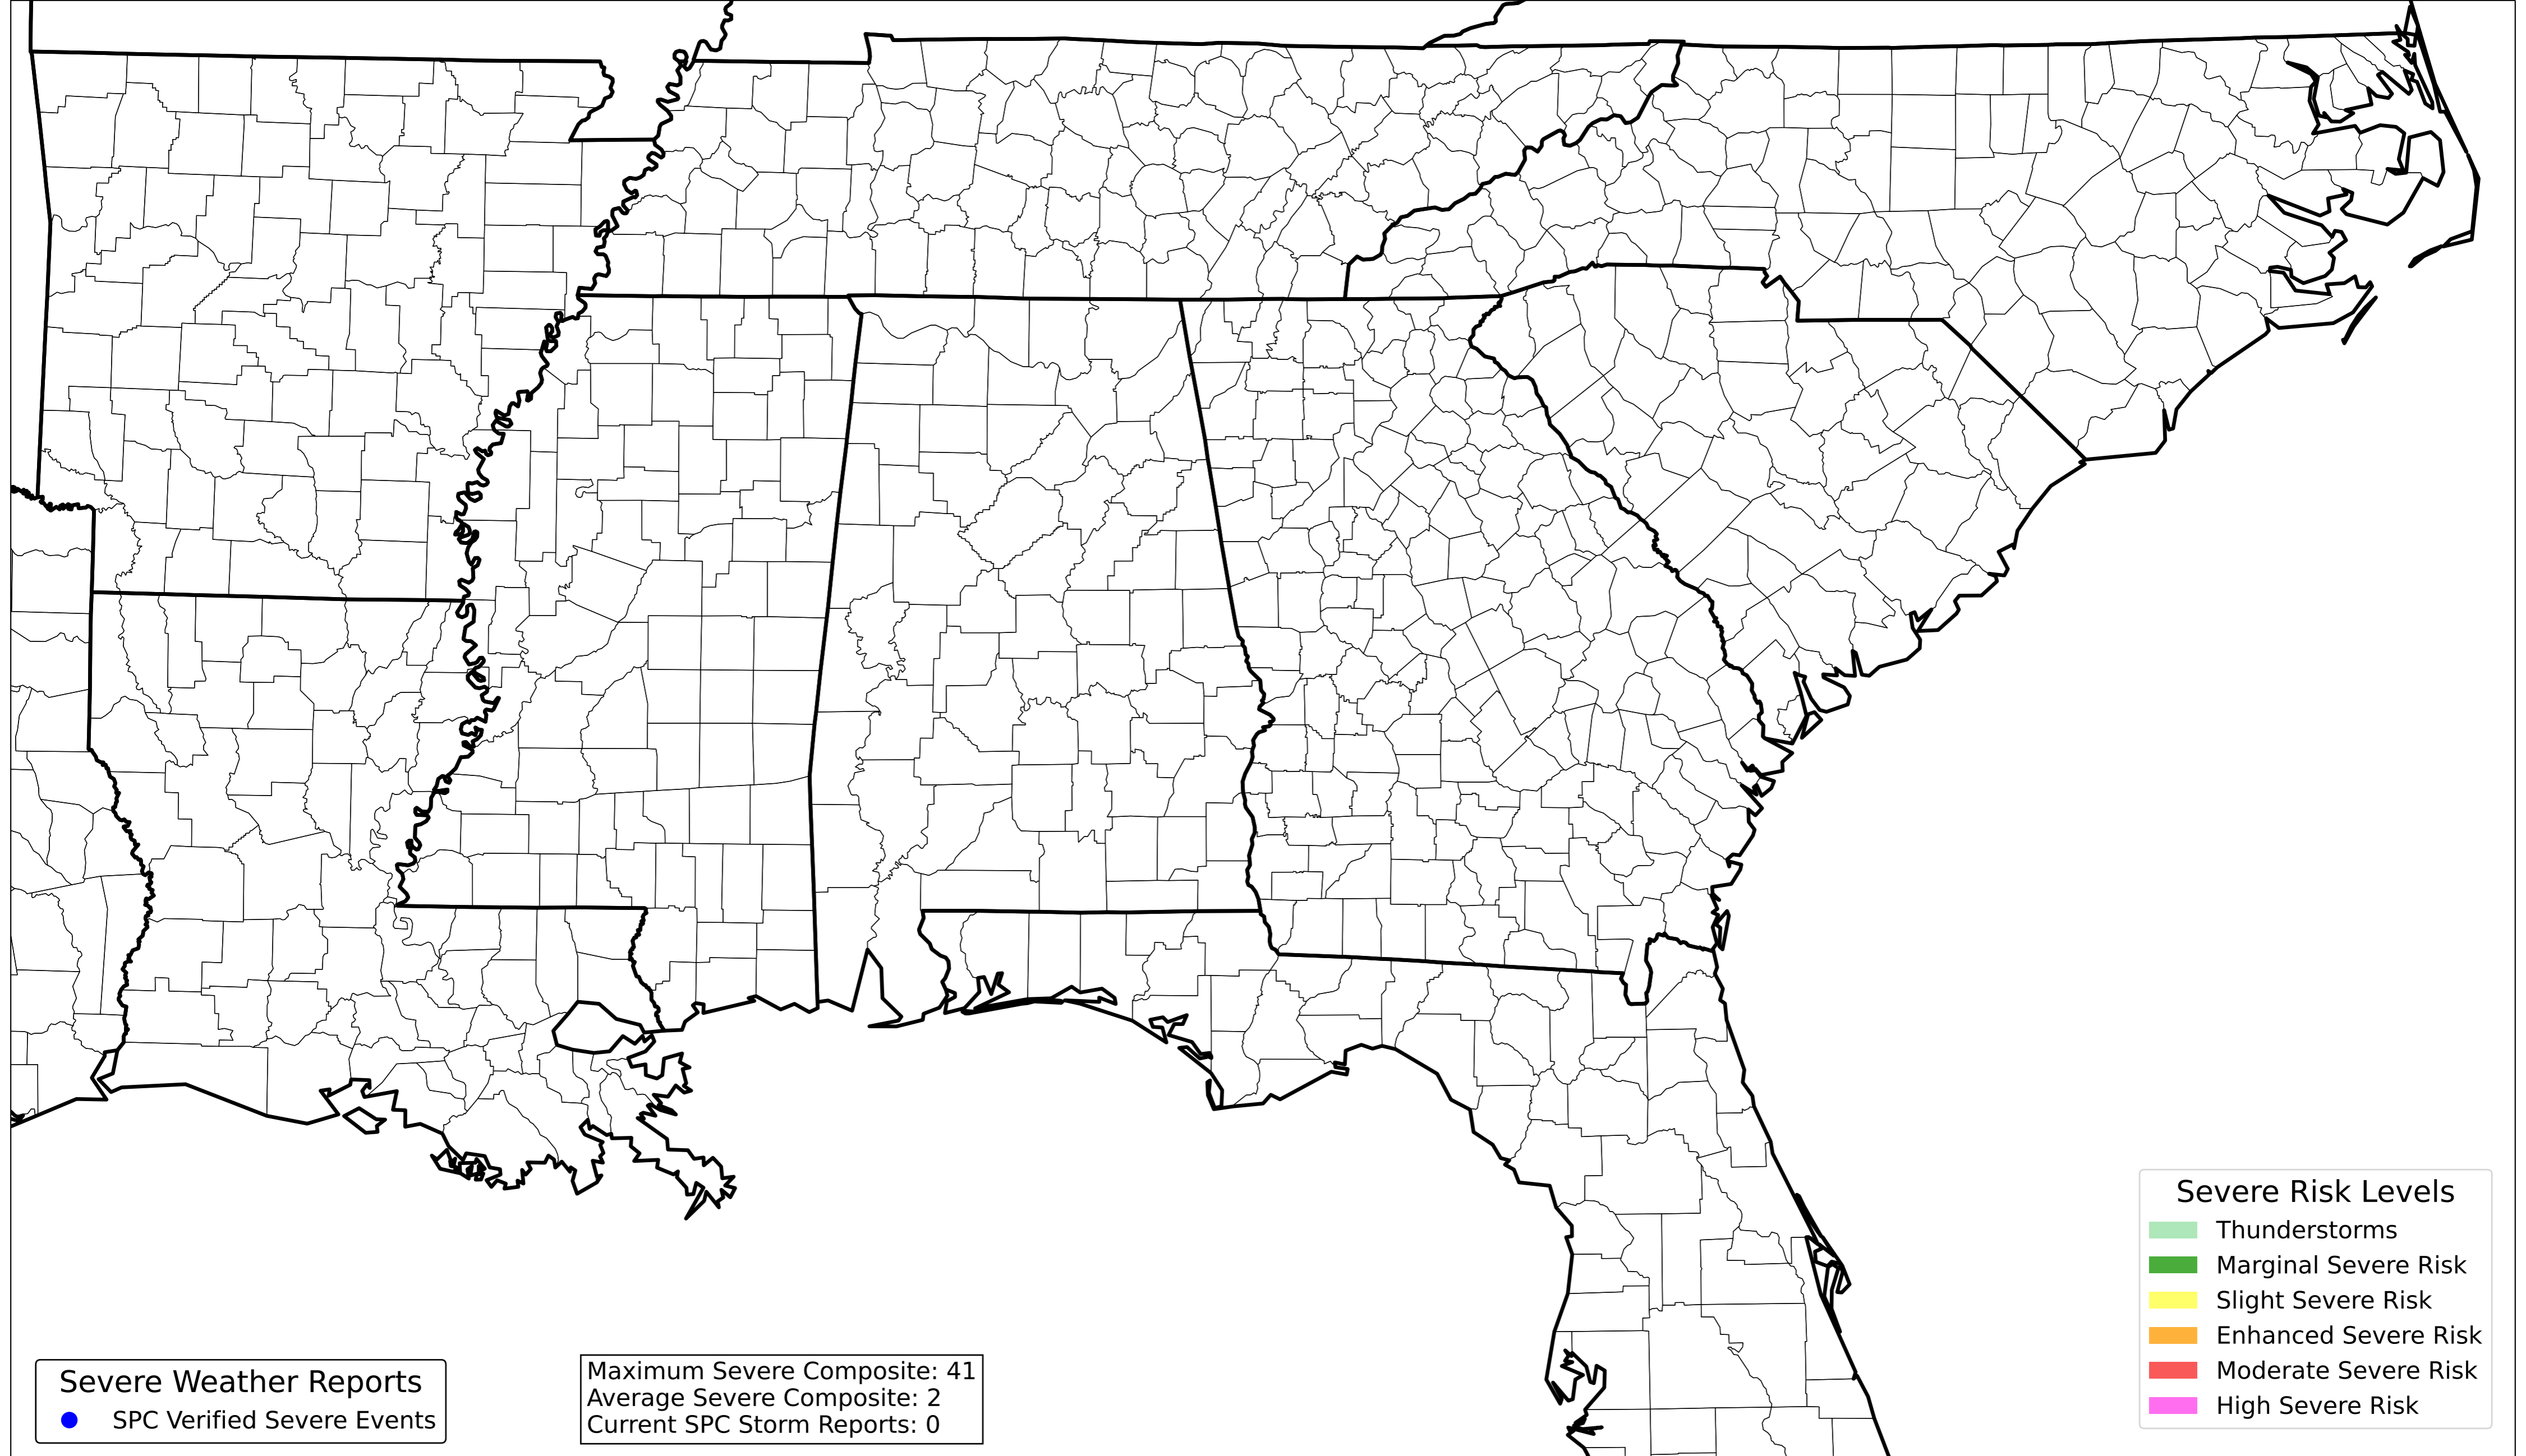 Severe Risk Levels
Thunderstorms
Marginal Severe Risk
Slight Severe Risk
Enhanced Severe Risk
Moderate Severe Risk
High Severe Risk
Severe Weather Reports
SPC Verified Severe Events
Maximum Severe Composite: 41
Average Severe Composite: 2
Current SPC Storm Reports: 0